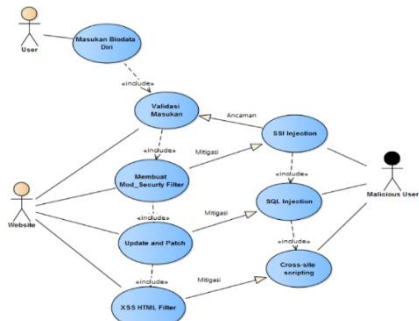 Masukan Biodata
Diri
User
«include»
Validasi
Masukan
Ancaman
SSI Injection
«include»
Membuat
Mod_Securty Filter
Mitigasi
«include»
Malicious User
SQL Injection
Mitigasi
Website
«include»
Update and Patch
«include»
Cross-site
scripting
«include»
Mitigasi
XSS HTML Filter